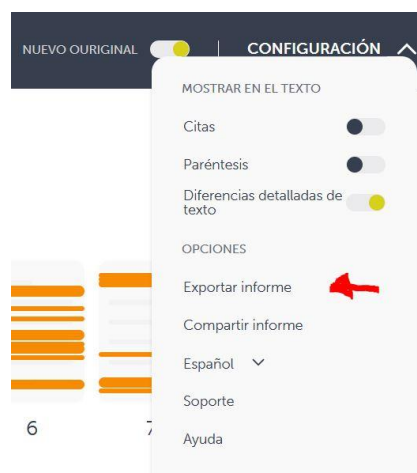 NUEVO OURIGINAL
CONFIGURACIÓN
MOSTRAR EN EL TEXTO
Citas
Paréntesis
Diferencias detalladas de
texto
OPCIONES
Exportar informe
Compartir informe
Español
Soporte
Ayuda
6
7